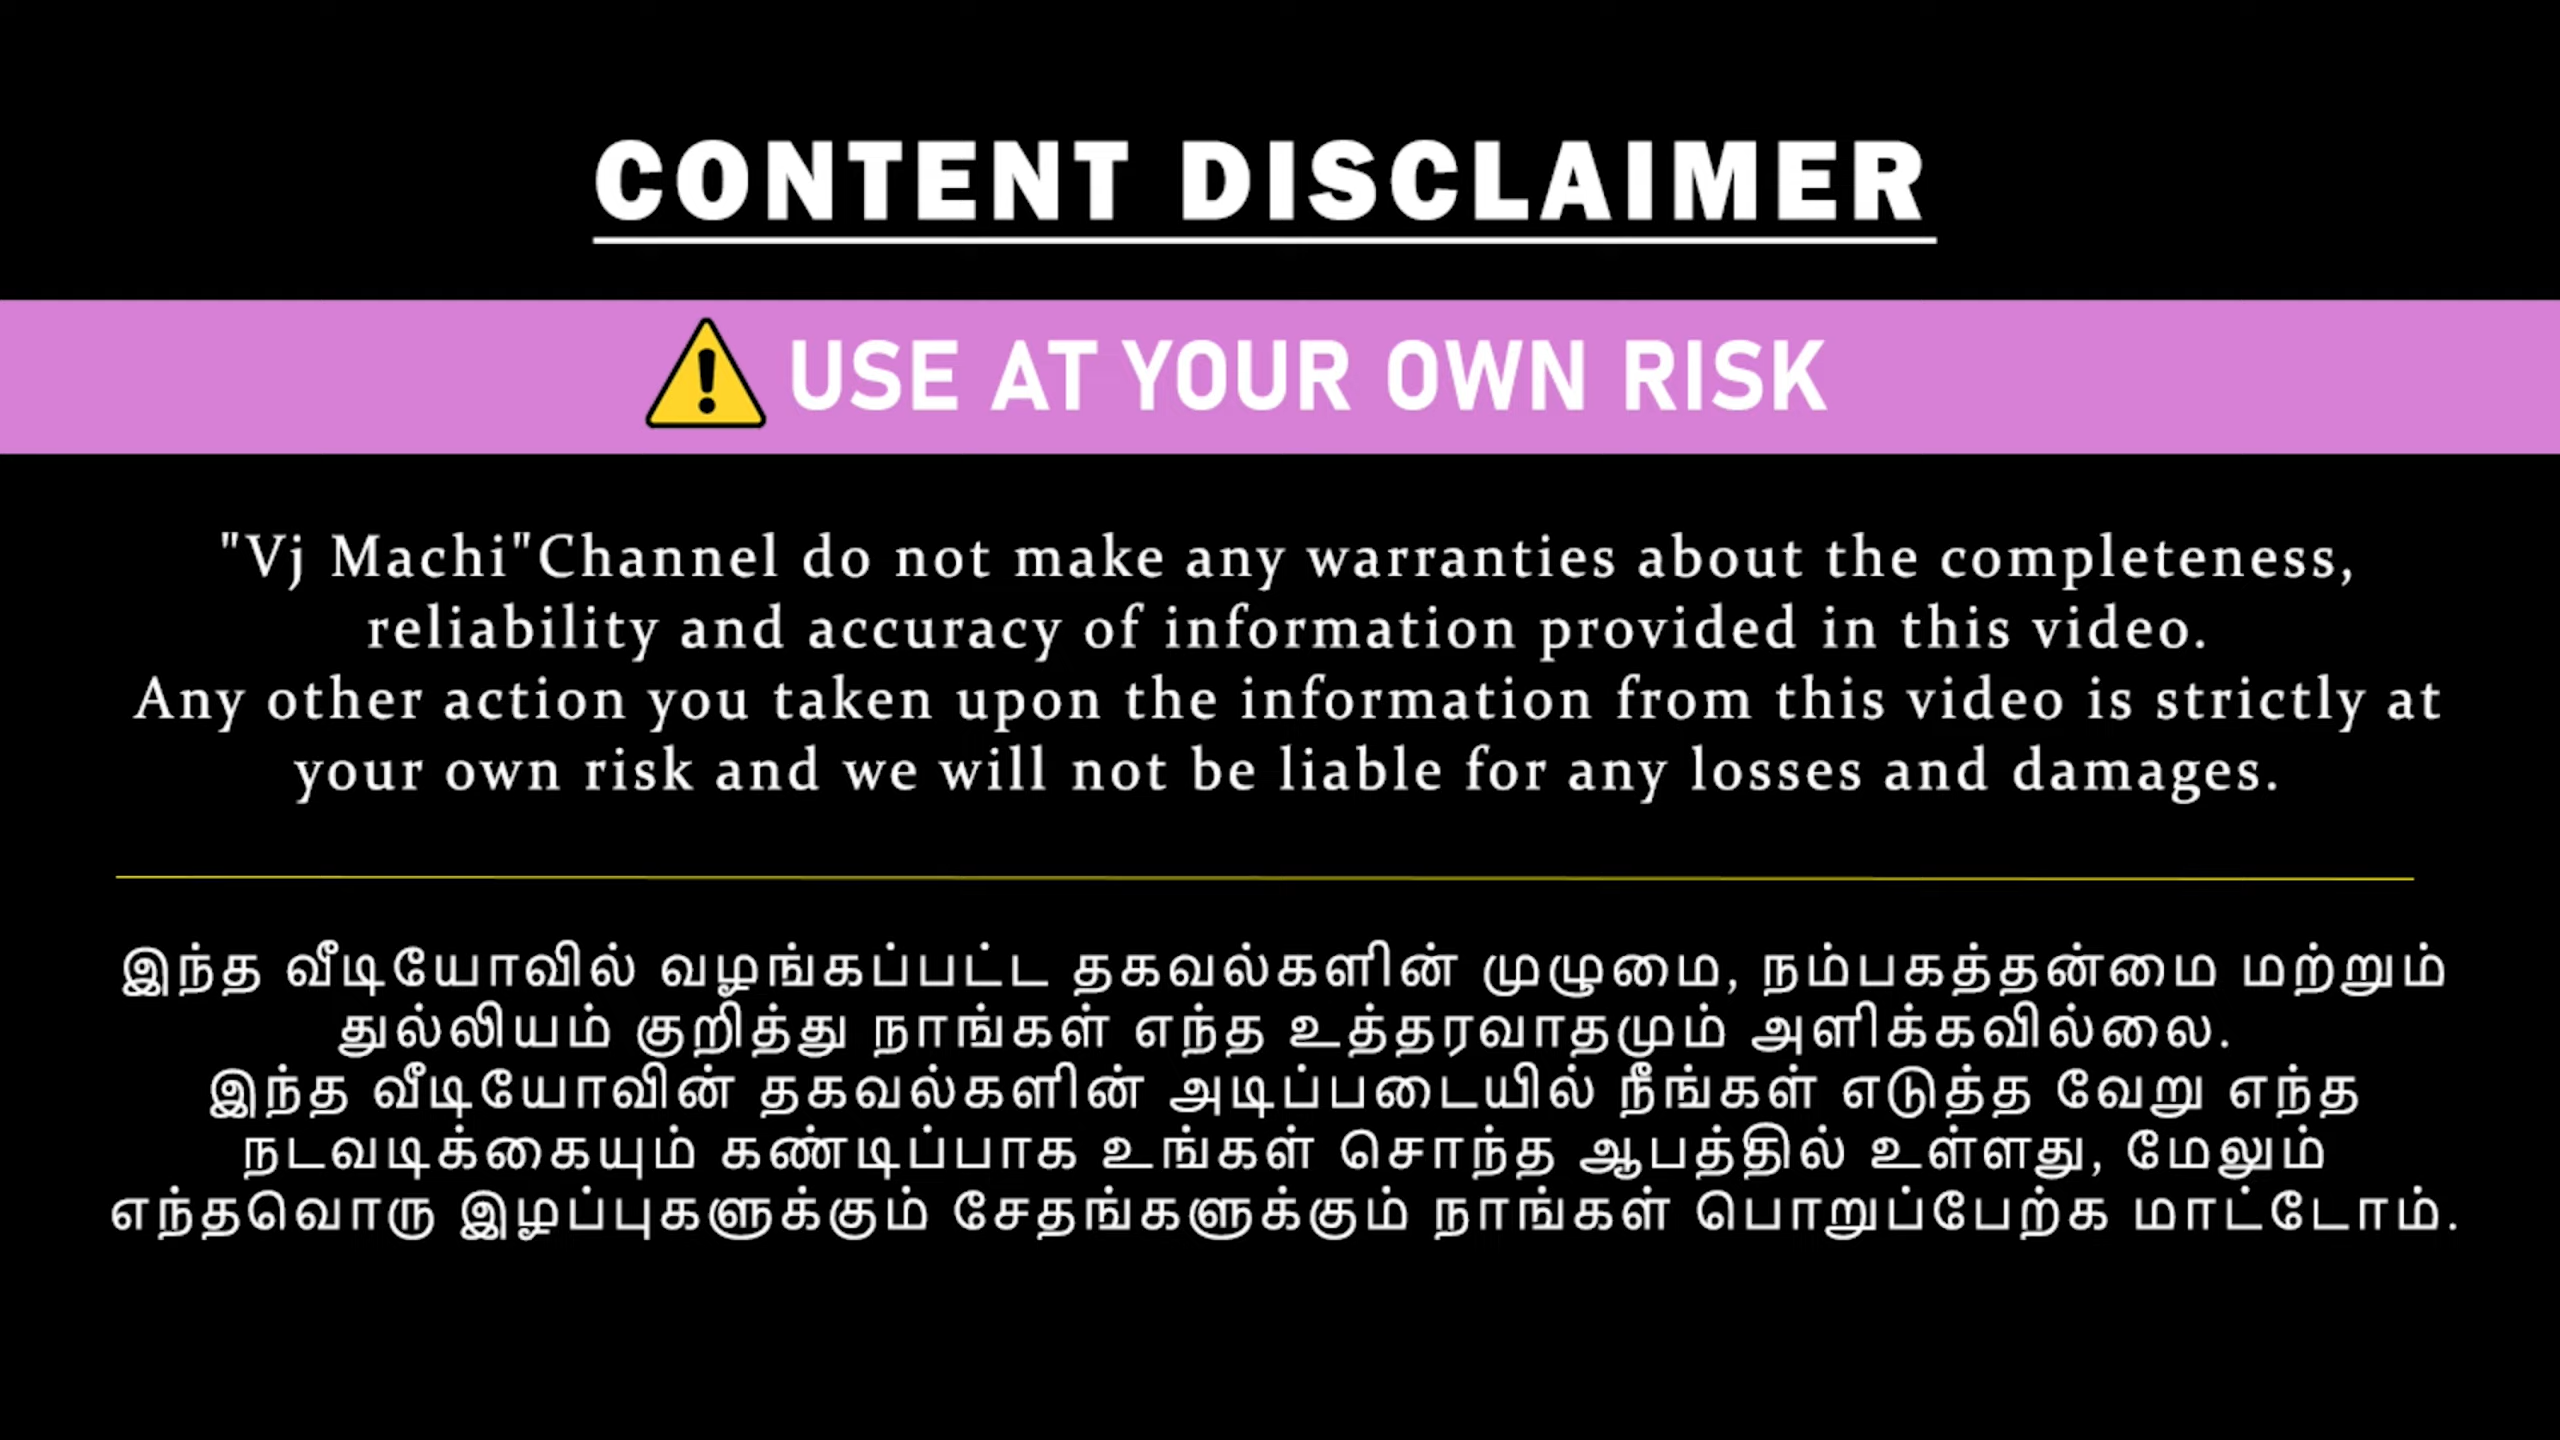 CONTENT DISCLAIMER
USE AT YOUR OWN RISK
"Vj Machi"Channel do not make any warranties about the completeness,
reliability and accuracy of information provided in this video.
Any other action you taken upon the information from this video is strictly at
your own risk and we will not be liable for any losses and damages.
இந்த வீடியோவில் வழங்கப்பட்ட தகவல்களின் முழுமை, நம்பகத்தன்மை மற்றும்
துல்லியம் குறித்து நாங்கள் எந்த உத்தரவாதமும் அளிக்கவில்லை.
இந்த வீடியோவின் தகவல்களின் அடிப்படையில் நீங்கள் எடுத்த வேறு எந்த
நடவடிக்கையும் கண்டிப்பாக உங்கள் சொந்த ஆபத்தில் உள்ளது, மேலும்
எந்தவொரு இழப்புகளுக்கும் சேதங்களுக்கும் நாங்கள் பொறுப்பேற்க மாட்டோம்.